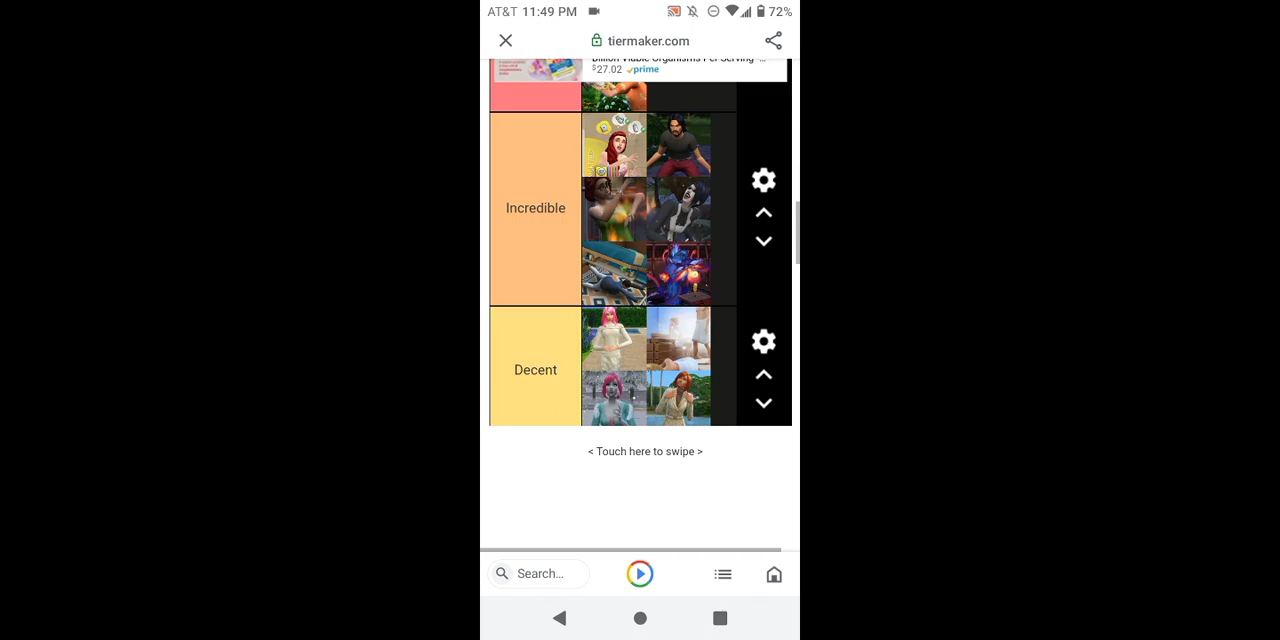 AT&T 11:49 PM
72%
tiermaker.com
Billion Viable Organisms Per Serving -...
$27.02 prime
Incredible
Decent
< Touch here to swipe >
Search...